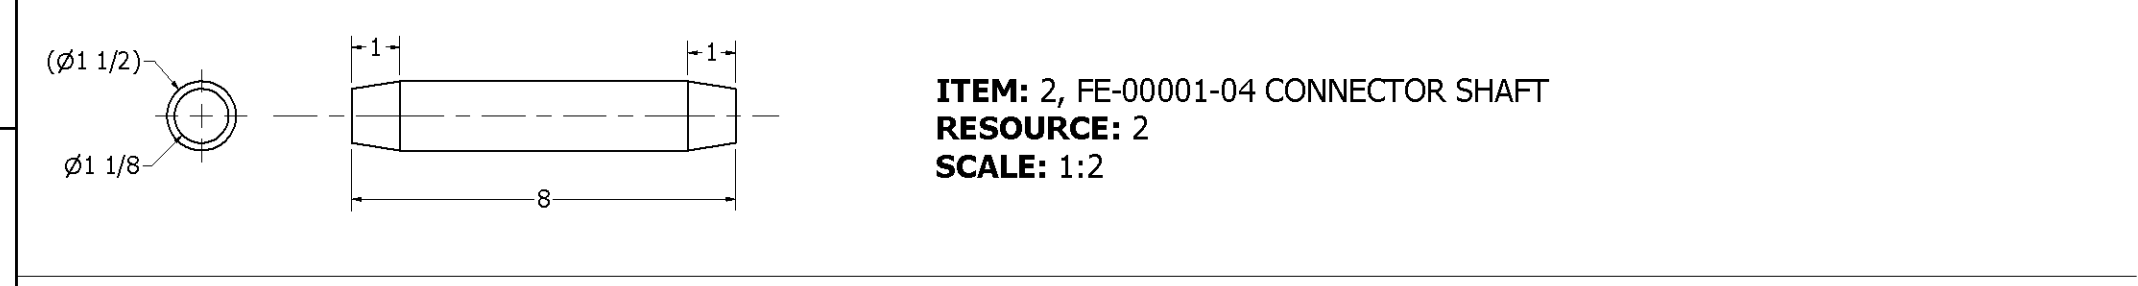 (Ø1 1/2)
Ø1 1/8
1
1
8
ITEM: 2, FE-00001-04 CONNECTOR SHAFT
RESOURCE: 2
SCALE: 1:2